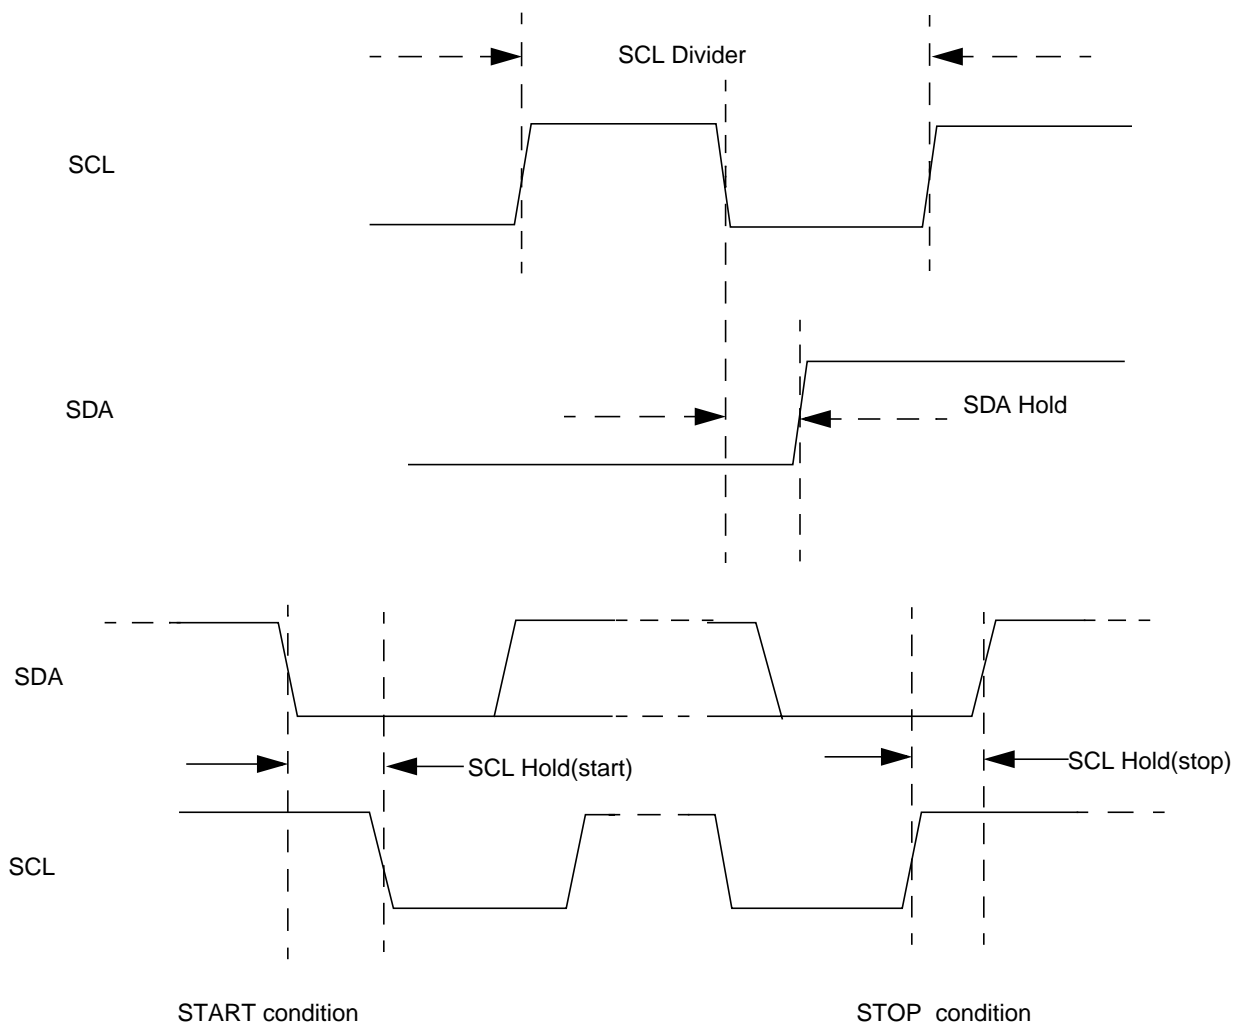 SCL Divider
SCL
SDA
SDA Hold
SDA
SCL Hold(start)
SCL Hold(stop)
SCL
START condition
STOP condition